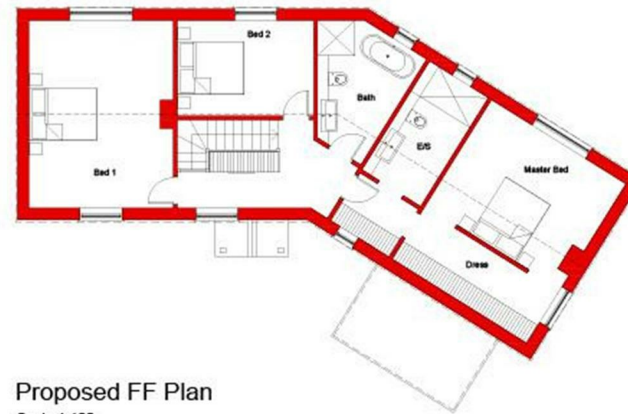 Bed 2
Bath
E/S
Bed 1
Master Bed
Dress
Proposed FF Plan